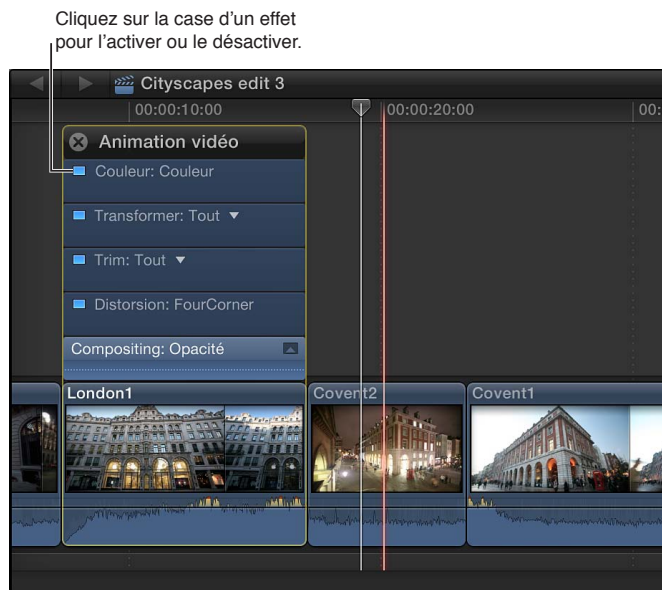 Cliquez sur la case d’un effet
pour l’activer ou le désactiver.
Cityscapes edit 3
00:00:10:00
00:00:20:00
00:
Animation vidéo
Couleur: Couleur
Transformer: Tout
Trim: Tout
Distorsion: FourCorner
Compositing: Opacité
London1
Covent2
Covent1